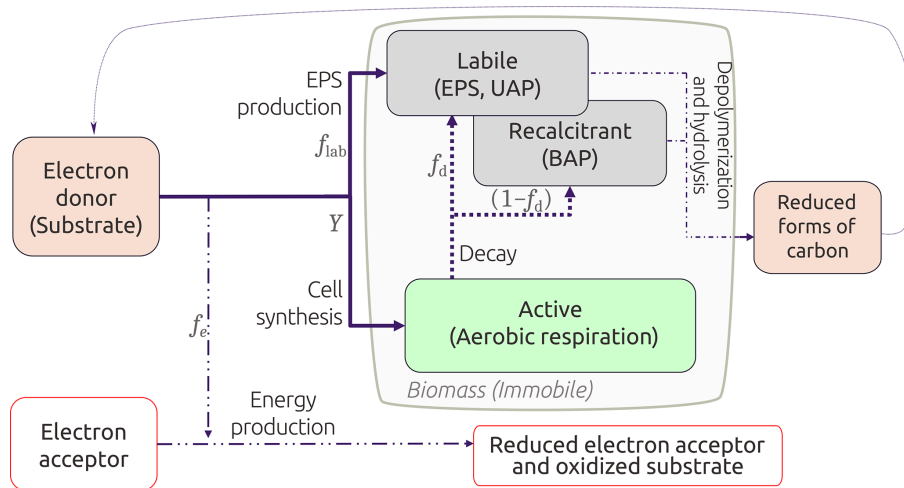 Labile
(EPS, UAP)
EPS
production
Recalcitrant
(BAP)
Depolymerization
and hydrolysis
f_lab
f_d
(1-f_d)
Electron
donor
(Substrate)
Y
Reduced
forms of
carbon
Decay
Cell
synthesis
Active
(Aerobic respiration)
f_e
Biomass (Immobile)
Energy
production
Electron
acceptor
Reduced electron acceptor
and oxidized substrate